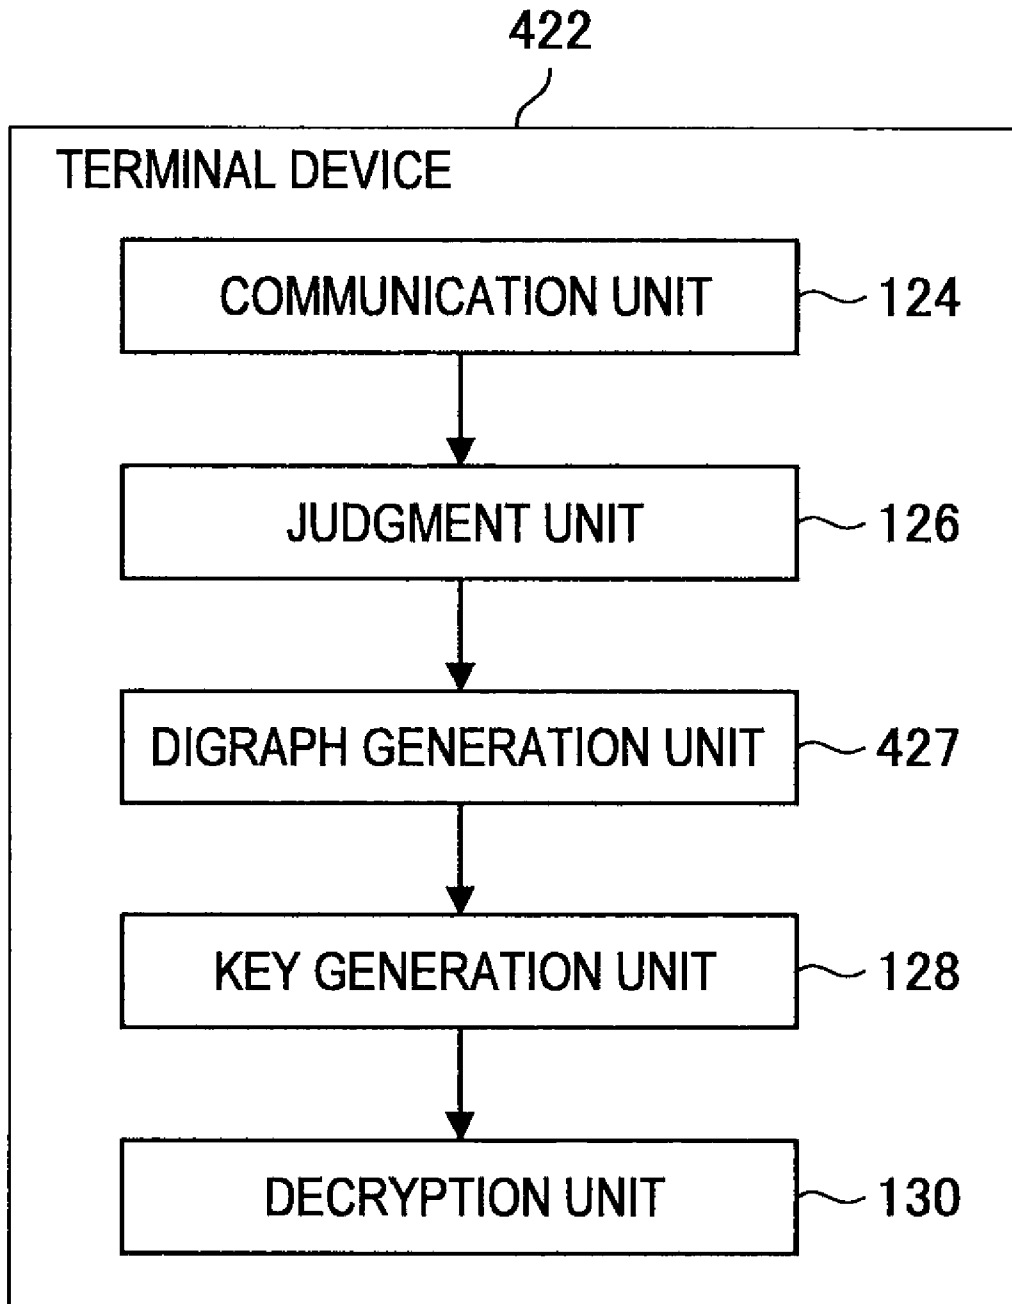 422
TERMINAL DEVICE
COMMUNICATION UNIT 124
JUDGMENT UNIT 126
DIGRAPH GENERATION UNIT 427
KEY GENERATION UNIT 128
DECRYPTION UNIT 130